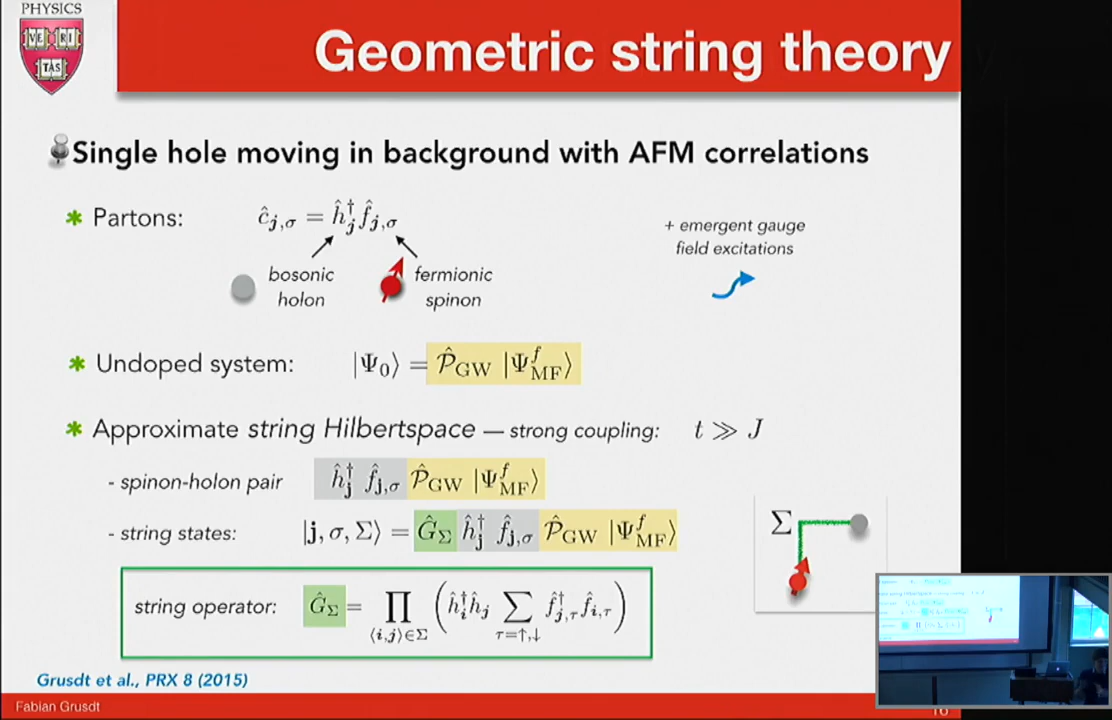 PHYSICS
VE RI
TAS
Geometric string theory
Single hole moving in background with AFM correlations
Partons: ĉ_{j,σ} = ĥ†_j f̂_{j,σ}
+ emergent gauge
field excitations
bosonic
holon
fermionic
spinon
Undoped system: |Ψ₀⟩ = P̂_GW |Ψ^f_MF⟩
Approximate string Hilbertspace — strong coupling: t ≫ J
- spinon-holon pair ĥ†_j f̂_{j,σ} P̂_GW |Ψ^f_MF⟩
- string states: |j, σ, Σ⟩ = Ĝ_Σ ĥ†_j f̂_{j,σ} P̂_GW |Ψ^f_MF⟩
Σ
string operator: Ĝ_Σ = ∏_{⟨i,j⟩∈Σ} (ĥ†_i ĥ_j ∑_{τ=↑,↓} f̂†_{j,τ} f̂_{i,τ})
Grusdt et al., PRX 8 (2015)
Fabian Grusdt
16